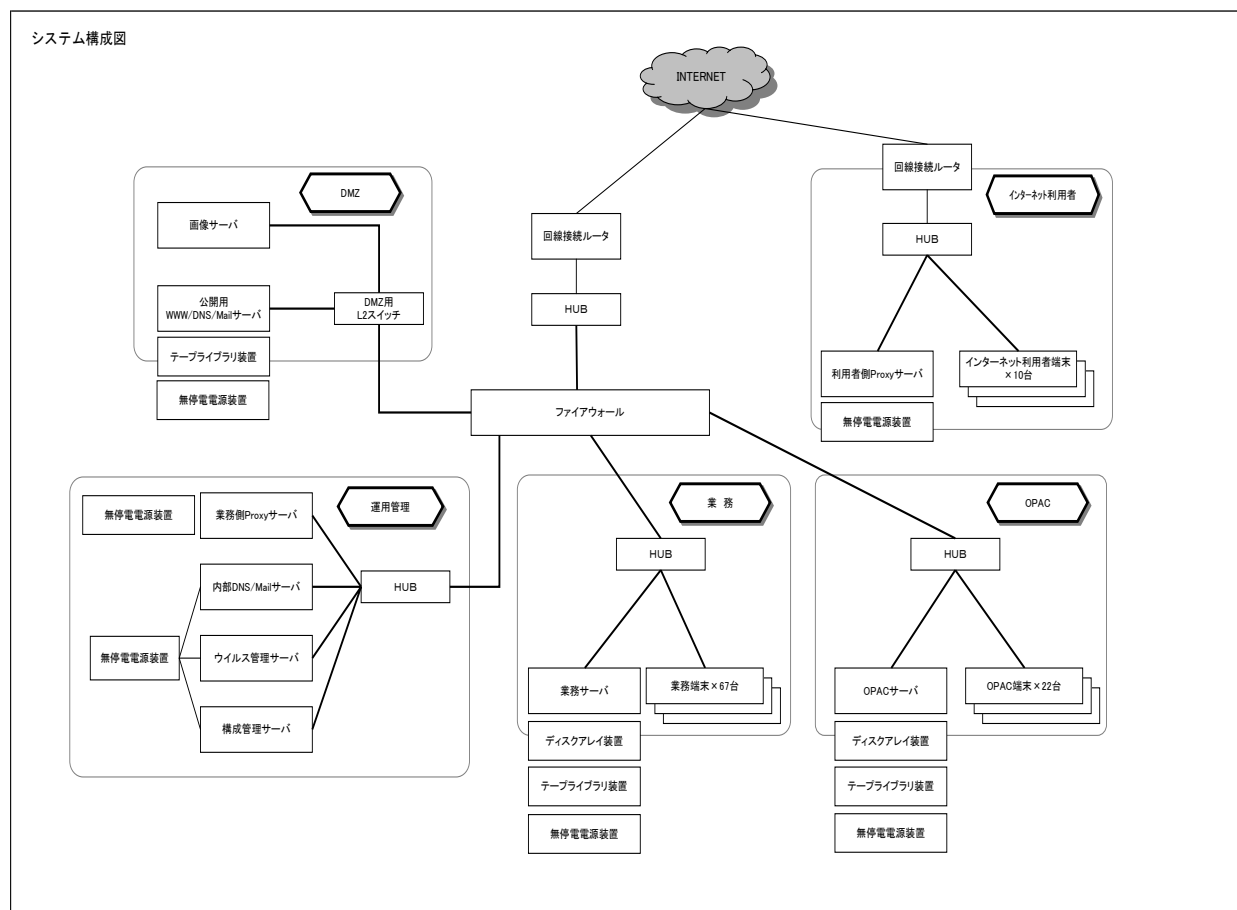 システム構成図
INTERNET
回線接続ルータ
インターネット利用者
HUB
利用者側Proxyサーバ
インターネット利用者端末
×10台
無停電電源装置
DMZ
画像サーバ
公開用
WWW/DNS/Mailサーバ
DMZ用
L2スイッチ
テープライブラリ装置
無停電電源装置
回線接続ルータ
HUB
ファイアウォール
運用管理
無停電電源装置
業務側Proxyサーバ
内部DNS/Mailサーバ
HUB
無停電電源装置
ウイルス管理サーバ
構成管理サーバ
業 務
HUB
業務サーバ
業務端末×67台
ディスクアレイ装置
テープライブラリ装置
無停電電源装置
OPAC
HUB
OPACサーバ
OPAC端末×22台
ディスクアレイ装置
テープライブラリ装置
無停電電源装置